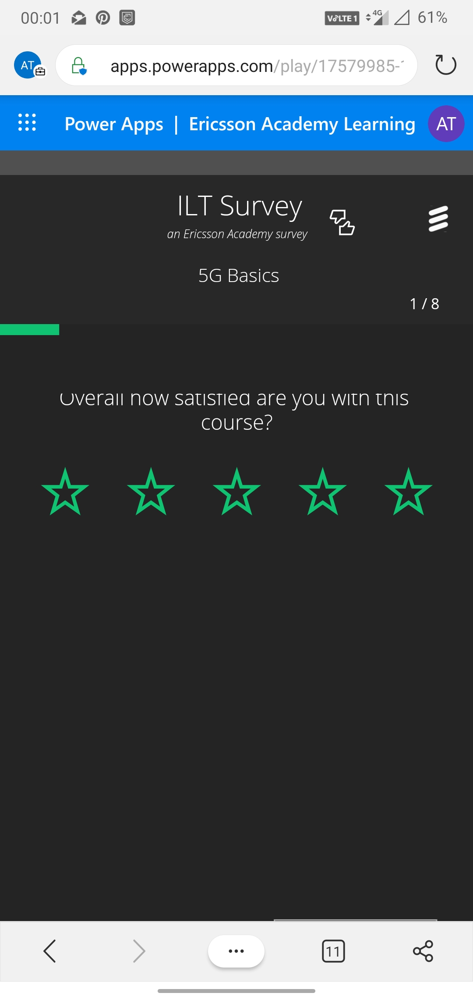 00:01
VoLTE 1 4G 61%
AT apps.powerapps.com/play/17579985-
Power Apps | Ericsson Academy Learning AT
ILT Survey
an Ericsson Academy survey
5G Basics
1 / 8
Overall how satisfied are you with this
course?
11